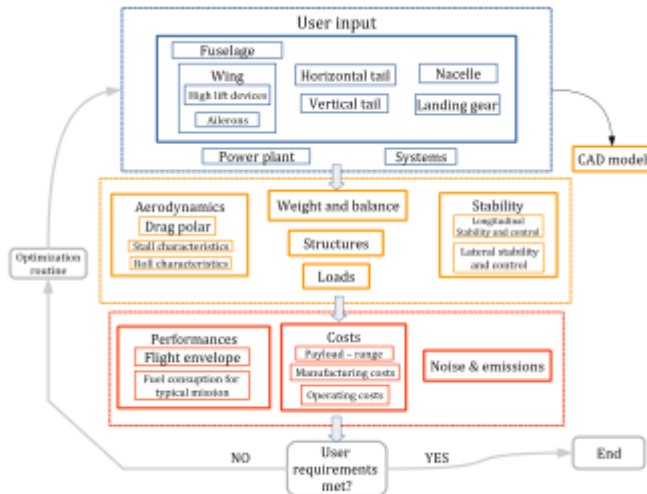 User input
Fuselage
Wing
High lift devices
Ailerons
Horizontal tail
Vertical tail
Nacelle
Landing gear
Power plant
Systems
CAD model
Aerodynamics
Drag polar
Stall characteristics
Roll characteristics
Weight and balance
Structures
Loads
Stability
Longitudinal
Stability and control
Lateral stability
and control
Optimization
routine
Performances
Flight envelope
Fuel consuption for
typical mission
Costs
Payload – range
Manufacturing costs
Operating costs
Noise & emissions
NO
User
requirements
met?
YES
End